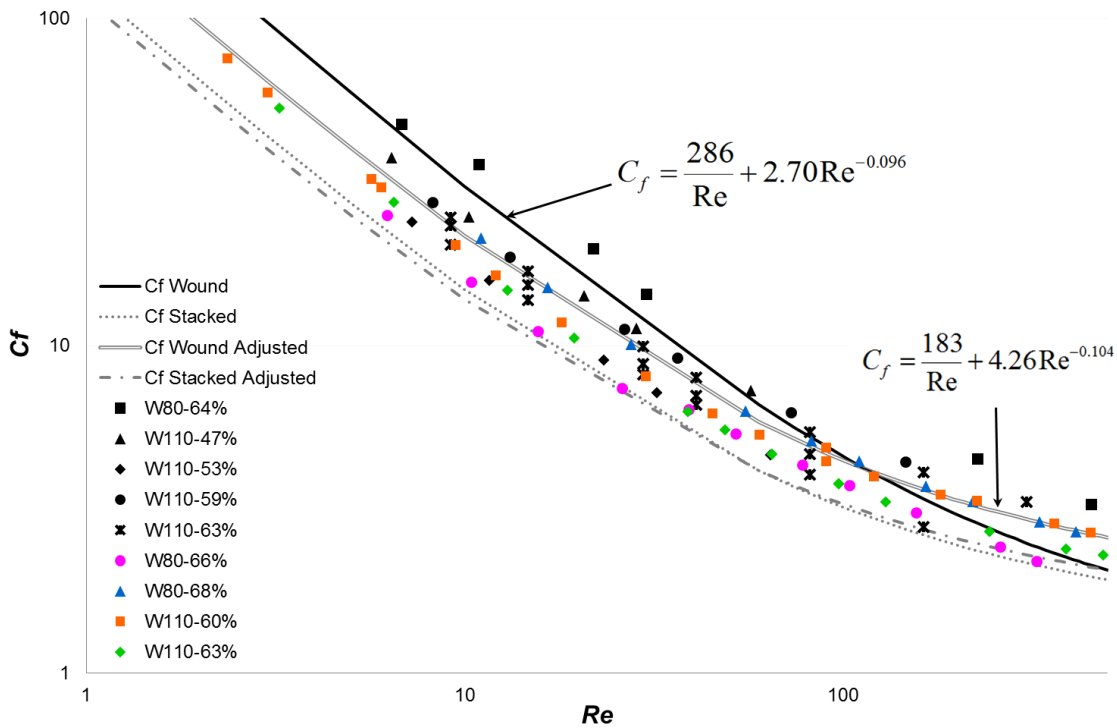 100
10
1
Cf
C_f = 286/Re + 2.70Re^{-0.096}
C_f = 183/Re + 4.26Re^{-0.104}
Cf Wound
Cf Stacked
Cf Wound Adjusted
Cf Stacked Adjusted
W80-64%
W110-47%
W110-53%
W110-59%
W110-63%
W80-66%
W80-68%
W110-60%
W110-63%
1 10 100
Re